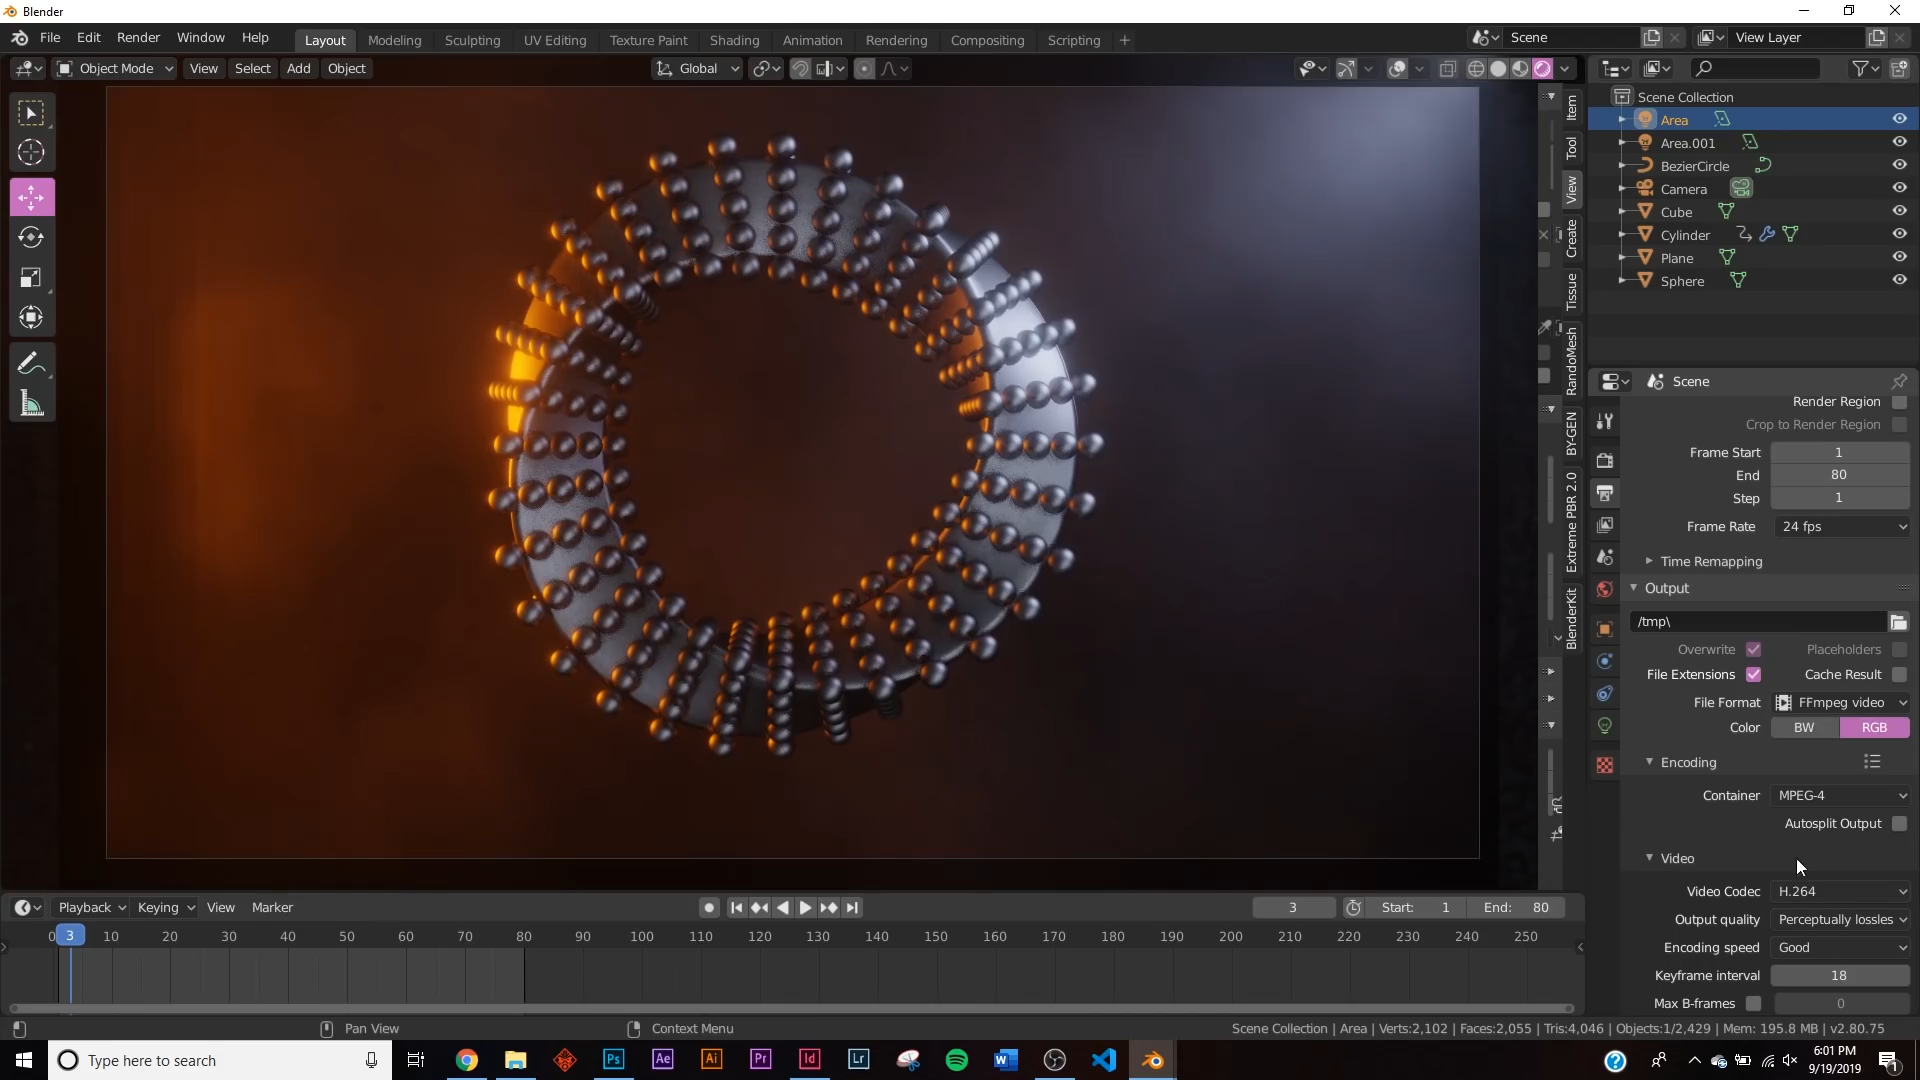 Blender
File Edit Render Window Help Layout Modeling Sculpting UV Editing Texture Paint Shading Animation Rendering Compositing Scripting + Scene View Layer
Object Mode View Select Add Object Global
Item
Tool
View
Create
Tissue
RandoMesh
BY-GEN
Extreme PBR 2.0
BlenderKit
Scene Collection
Area
Area.001
BezierCircle
Camera
Cube
Cylinder
Plane
Sphere
Scene
Render Region
Crop to Render Region
Frame Start 1
End 80
Step 1
Frame Rate 24 fps
Time Remapping
Output
/tmp\
Overwrite Placeholders
File Extensions Cache Result
File Format FFmpeg video
Color BW RGB
Encoding
Container MPEG-4
Autosplit Output
Video
Video Codec H.264
Output quality Perceptually lossles
Encoding speed Good
Keyframe interval 18
Max B-frames 0
Playback Keying View Marker 3 Start: 1 End: 80
0 3 10 20 30 40 50 60 70 80 90 100 110 120 130 140 150 160 170 180 190 200 210 220 230 240 250
Pan View Context Menu Scene Collection | Area | Verts:2,102 | Faces:2,055 | Tris:4,046 | Objects:1/2,429 | Mem: 195.8 MB | v2.80.75
Type here to search Ps Ae Ai Pr Id Lr W
6:01 PM
9/19/2019
1